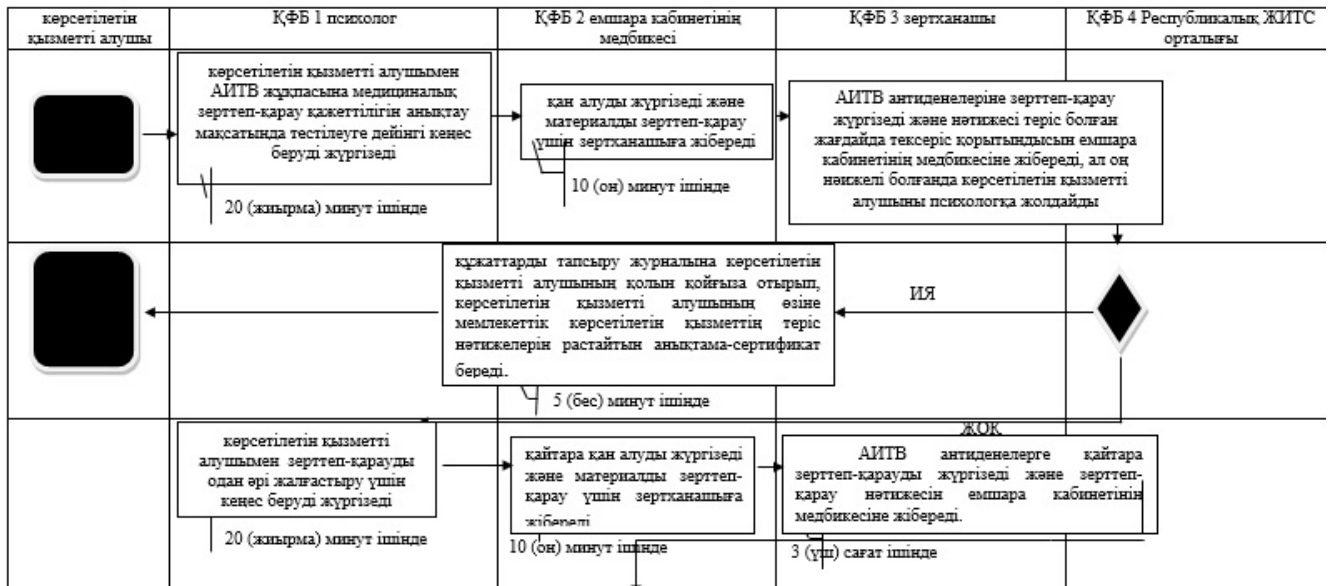 көрсетілетін
қызметті алушы
ҚФБ 1 психолог
ҚФБ 2 емшара кабинетінің
медбикесі
ҚФБ 3 зертханашы
ҚФБ 4 Республикалық ЖИТС
орталығы
көрсетілетін қызметті алушымен
АИТВ жұқпасына медициналық
зерттеп-қарау қажеттілігін анықтау
мақсатында тестілеуге дейінгі кеңес
беруді жүргізеді
20 (жиырма) минут ішінде
қан алуды жүргізеді және
материалды зерттеп-қарау
үшін зертханашыға жібереді
10 (он) минут ішінде
АИТВ антиденелеріне зерттеп-қарау
жүргізеді және нәтижесі теріс болған
жағдайда тексеріс қорытындысын емшара
кабинетінің медбикесіне жібереді, ал оң
нәижелі болғанда көрсетілетін қызметті
алушыны психологқа жолдайды
құжаттарды тапсыру журналына көрсетілетін
қызметті алушының қолын қойғыза отырып,
көрсетілетін қызметті алушының өзіне
мемлекеттік көрсетілетін қызметтің теріс
нәтижелерін растайтын анықтама-сертификат
береді.
5 (бес) минут ішінде
ИЯ
ЖОҚ
көрсетілетін қызметті
алушымен зерттеп-қарауды
одан әрі жалғастыру үшін
кеңес беруді жүргізеді
20 (жиырма) минут ішінде
қайтара қан алуды жүргізеді
және материалды зерттеп-
қарау үшін зертханашыға
жібереді
10 (он) минут ішінде
АИТВ антиденелерге қайтара
зерттеп-қарауды жүргізеді және зерттеп-
қарау нәтижесін емшара кабинетінің
медбикесіне жібереді.
3 (үш) сағат ішінде